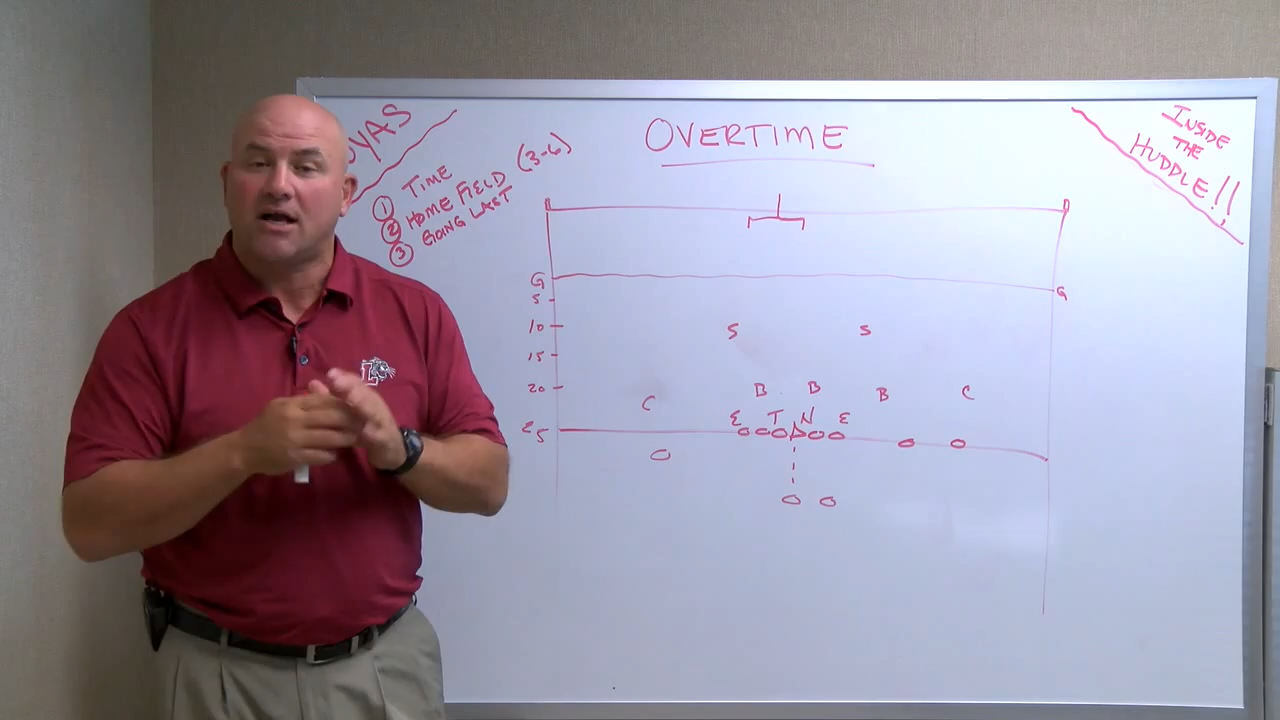 OVERTIME
INSIDE
THE
HUDDLE!!
① TIME
② HOME FIELD (3-6)
③ GOING LAST
G
G
5
10
15
20
25
S S
B B B C
C
E T N E
L